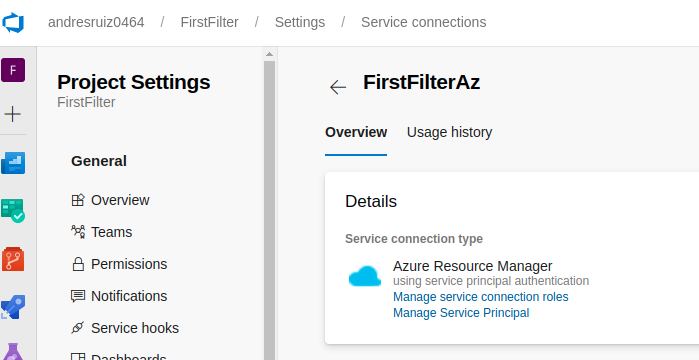 andresruiz0464 / FirstFilter / Settings / Service connections
F
Project Settings
FirstFilter
General
Overview
Teams
Permissions
Notifications
Service hooks
Dashboards
FirstFilterAz
Overview Usage history
Details
Service connection type
Azure Resource Manager
using service principal authentication
Manage service connection roles
Manage Service Principal